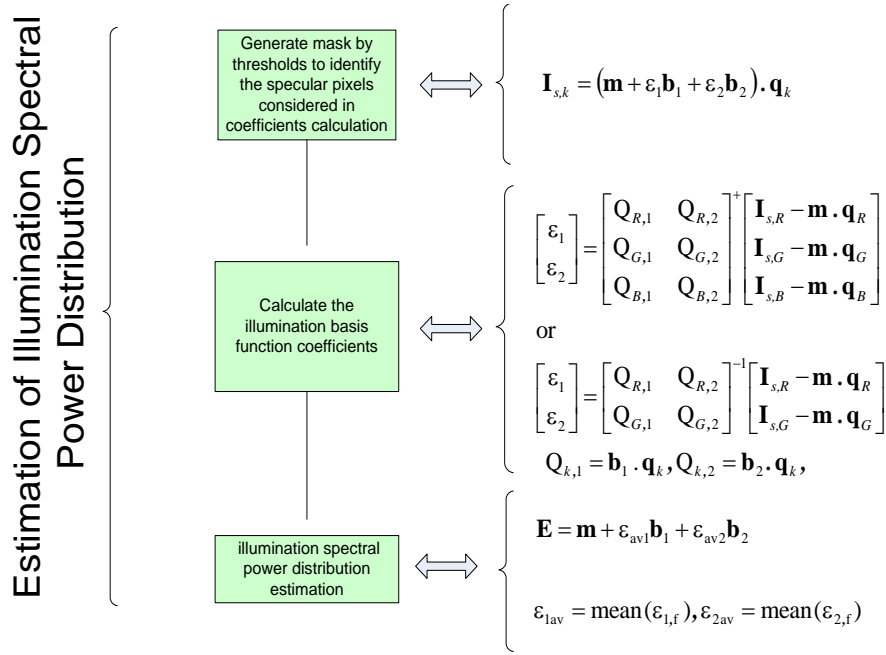 Estimation of Illumination Spectral
Power Distribution
Generate mask by
thresholds to identify
the specular pixels
considered in
coefficients calculation
I_{s,k} = (m + ε_1 b_1 + ε_2 b_2). q_k
Calculate the
illumination basis
function coefficients
[ε_1; ε_2] = [Q_{R,1} Q_{R,2}; Q_{G,1} Q_{G,2}; Q_{B,1} Q_{B,2}]^+ [I_{s,R} − m . q_R; I_{s,G} − m . q_G; I_{s,B} − m . q_B]
or
[ε_1; ε_2] = [Q_{R,1} Q_{R,2}; Q_{G,1} Q_{G,2}]^{−1} [I_{s,R} − m . q_R; I_{s,G} − m . q_G]
Q_{k,1} = b_1 . q_k, Q_{k,2} = b_2. q_k,
illumination spectral
power distribution
estimation
E = m + ε_{av1} b_1 + ε_{av2} b_2
ε_{1av} = mean(ε_{1,f}), ε_{2av} = mean(ε_{2,f})